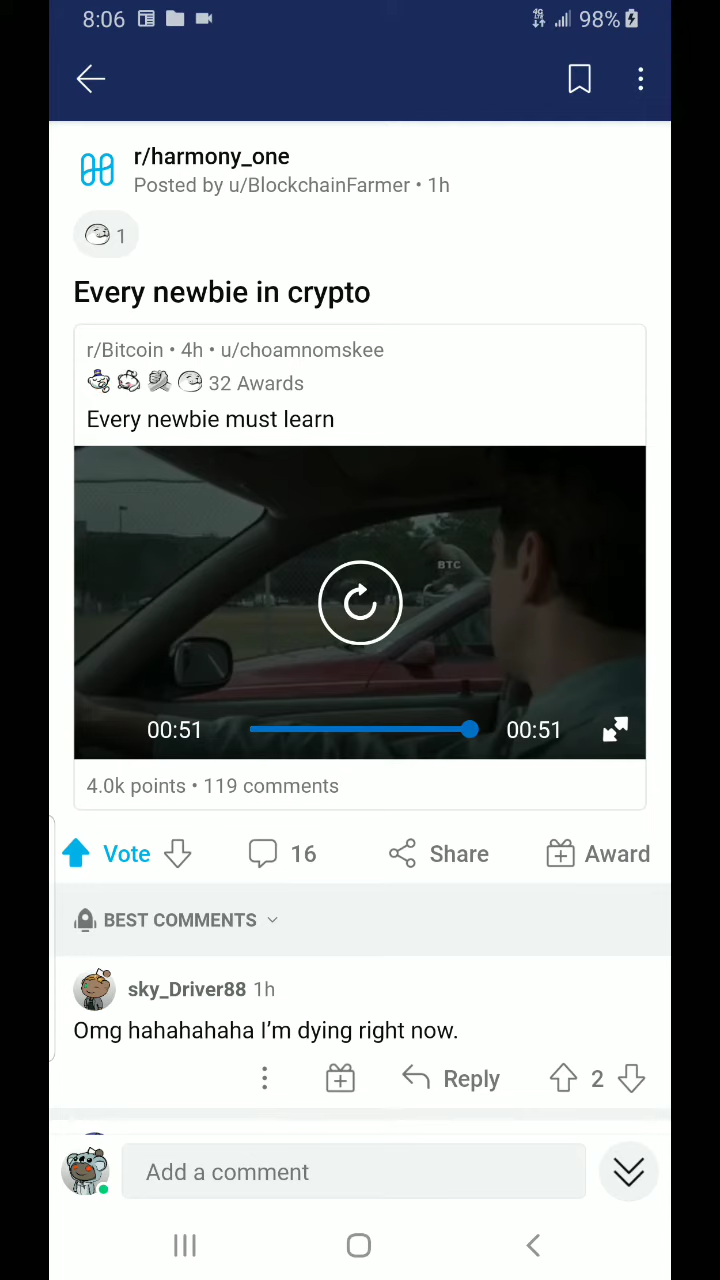 8:06 98%
r/harmony_one
Posted by u/BlockchainFarmer • 1h
1
Every newbie in crypto
r/Bitcoin • 4h • u/choamnomskee
32 Awards
Every newbie must learn
BTC
00:51 00:51
4.0k points • 119 comments
Vote 16 Share Award
BEST COMMENTS
sky_Driver88 1h
Omg hahahahaha I'm dying right now.
Reply 2
Add a comment